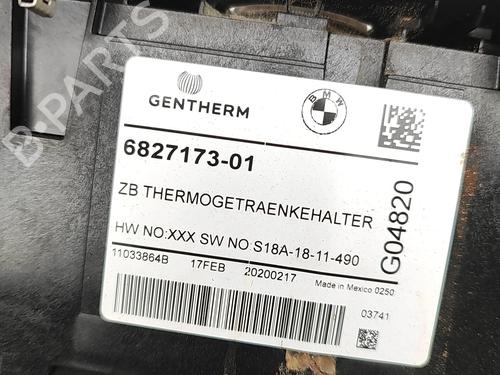 B-PARTS
GENTHERM
BMW
6827173-01
ZB THERMOGETRAENKEHALTER
HW NO:XXX SW NO:S18A-18-11-490
11033864B 17FEB 20200217 Made in Mexico 0250
03741
G04820